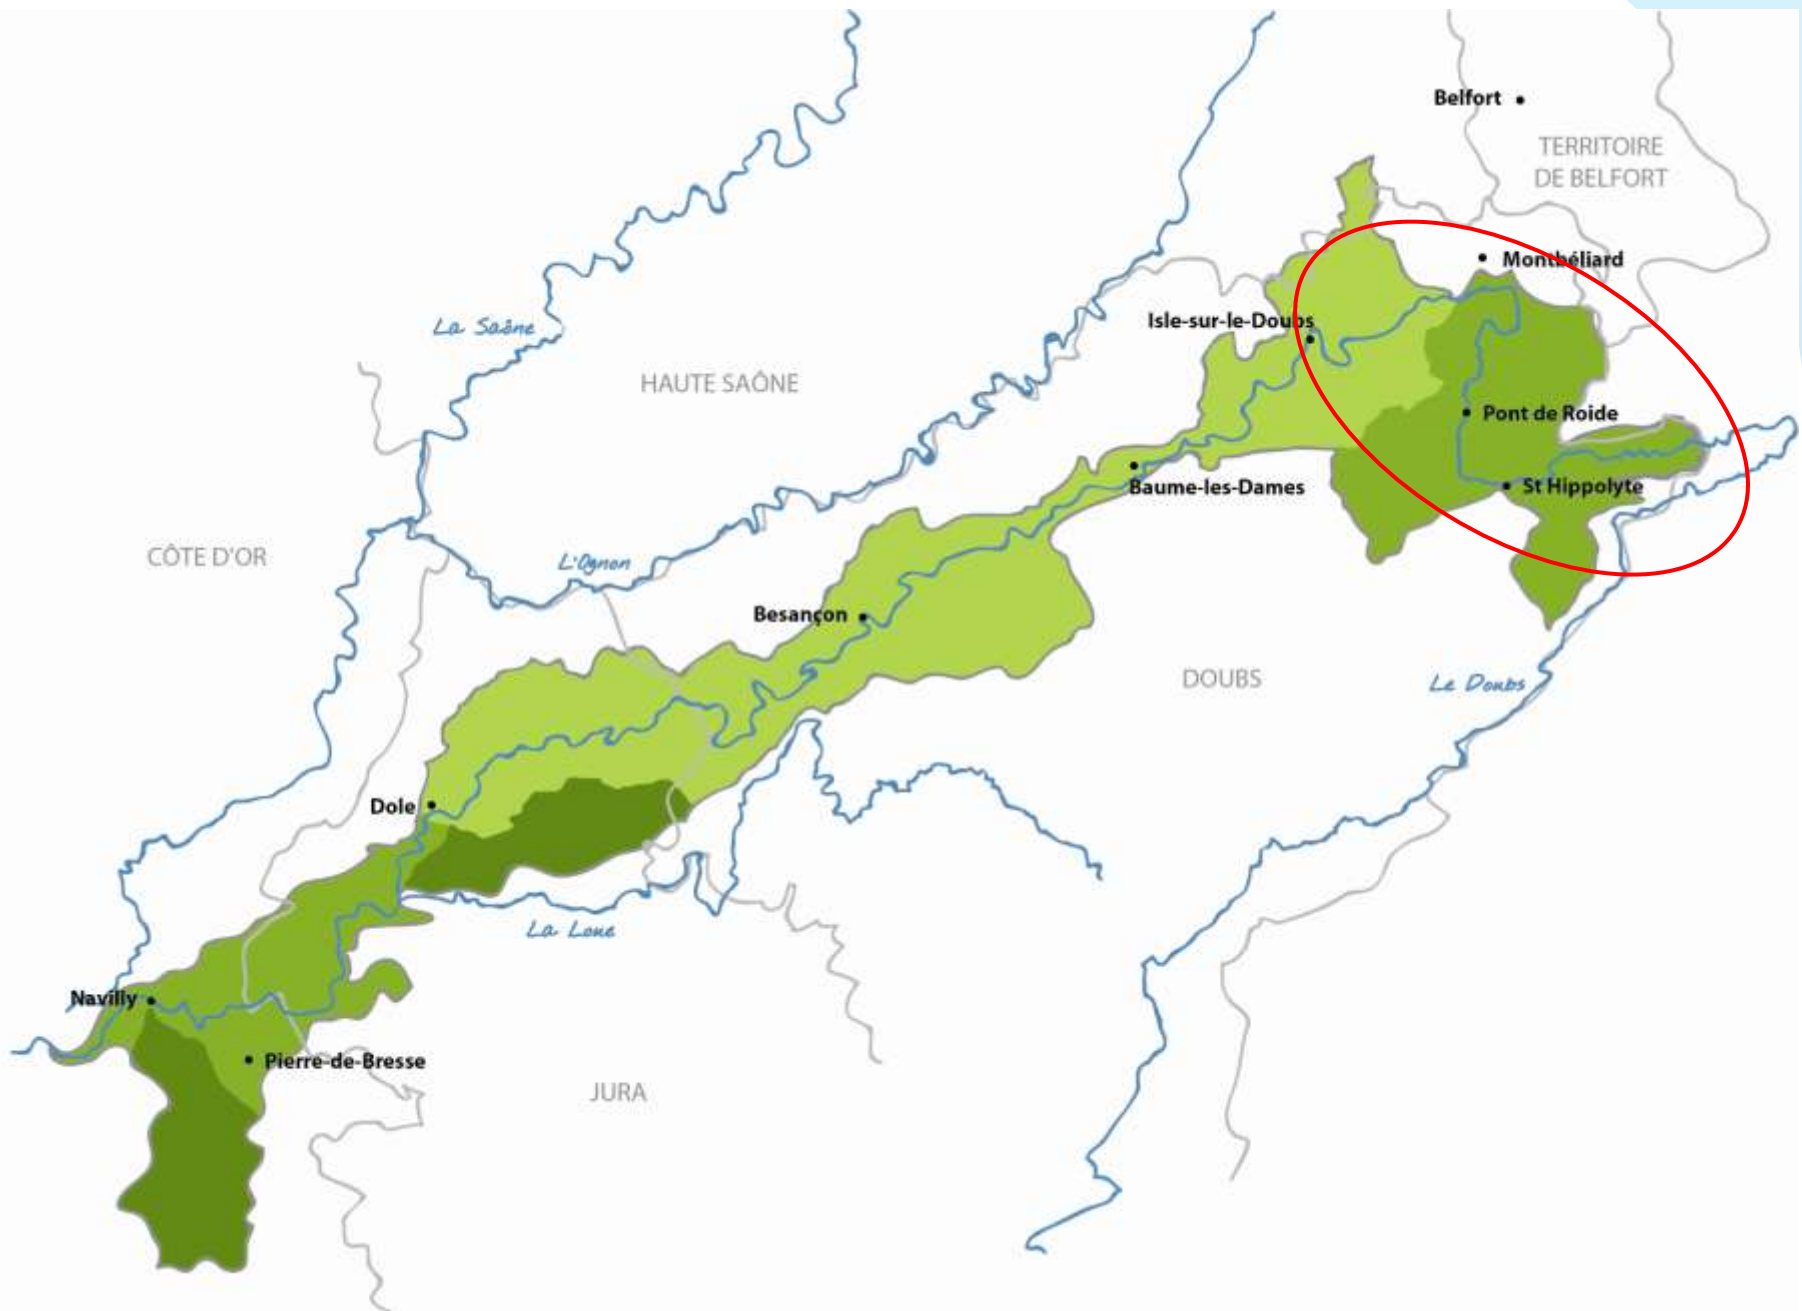 Belfort
TERRITOIRE
DE BELFORT
Montbéliard
Isle-sur-le-Doubs
La Saône
HAUTE SAÔNE
Pont de Roide
Baume-les-Dames
St Hippolyte
CÔTE D'OR
L'Ognon
Besançon
DOUBS
Le Doubs
Dole
La Loue
Navilly
Pierre-de-Bresse
JURA